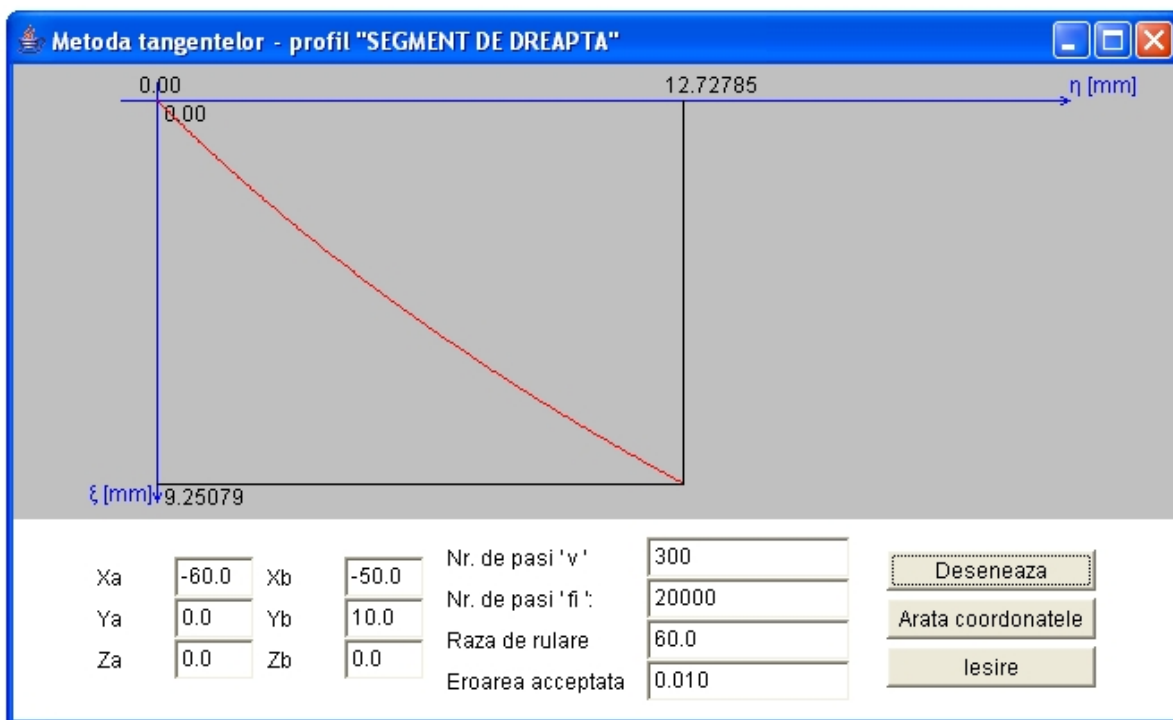 Metoda tangentelor - profil "SEGMENT DE DREAPTA"
0.00 12.72785 η [mm]
0.00
ξ [mm] 9.25079
Xa -60.0 Xb -50.0
Ya 0.0 Yb 10.0
Za 0.0 Zb 0.0
Nr. de pasi ' v ' 300
Nr. de pasi ' fi ': 20000
Raza de rulare 60.0
Eroarea acceptata 0.010
Deseneaza
Arata coordonatele
Iesire